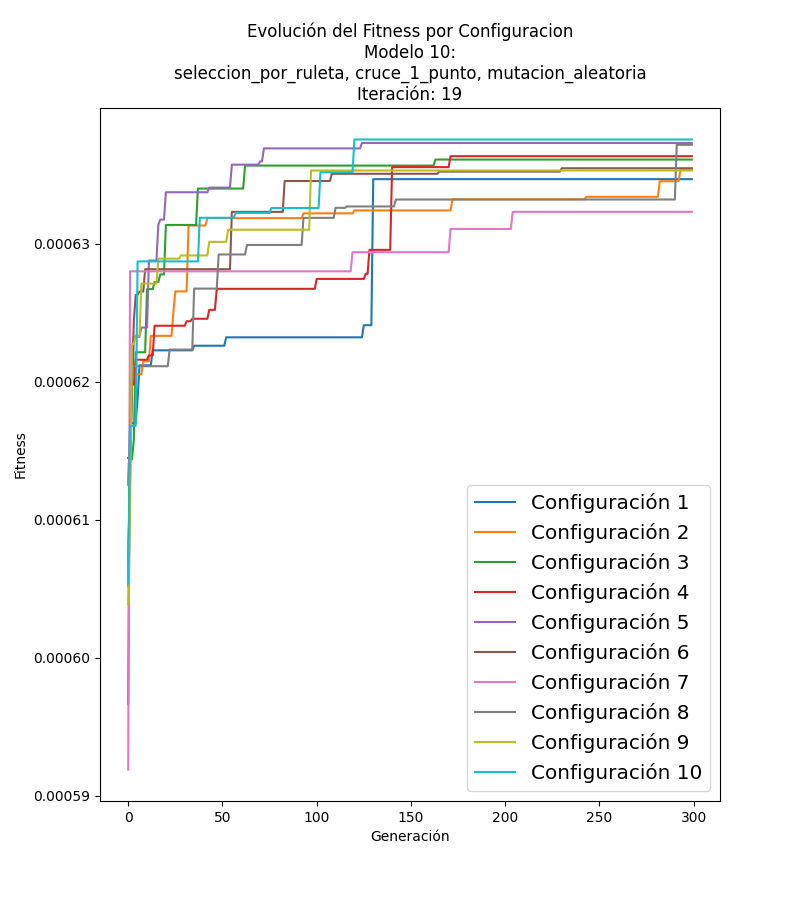 Evolución del Fitness por Configuracion
Modelo 10:
seleccion_por_ruleta, cruce_1_punto, mutacion_aleatoria
Iteración: 19
Fitness
0.00063
0.00062
0.00061
0.00060
0.00059
Configuración 1
Configuración 2
Configuración 3
Configuración 4
Configuración 5
Configuración 6
Configuración 7
Configuración 8
Configuración 9
Configuración 10
0 50 100 150 200 250 300
Generación